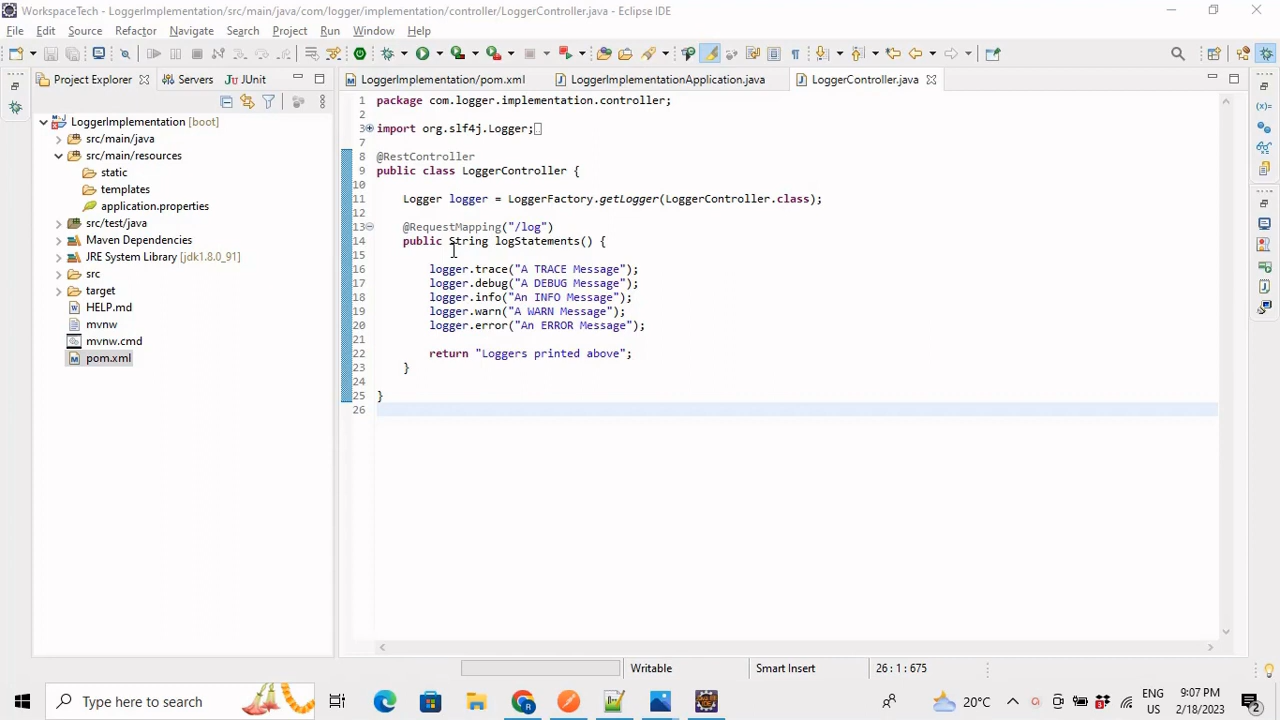 WorkspaceTech - LoggerImplementation/src/main/java/com/logger/implementation/controller/LoggerController.java - Eclipse IDE
File Edit Source Refactor Navigate Search Project Run Window Help
Project Explorer Servers JUnit
LoggerImplementation/pom.xml LoggerImplementationApplication.java LoggerController.java
LoggerImplementation [boot]
src/main/java
src/main/resources
static
templates
application.properties
src/test/java
Maven Dependencies
JRE System Library [jdk1.8.0_91]
src
target
HELP.md
mvnw
mvnw.cmd
pom.xml
1 package com.logger.implementation.controller;
2
3 import org.slf4j.Logger;
7
8 @RestController
9 public class LoggerController {
10
11 Logger logger = LoggerFactory.getLogger(LoggerController.class);
12
13 @RequestMapping("/log")
14 public String logStatements() {
15
16 logger.trace("A TRACE Message");
17 logger.debug("A DEBUG Message");
18 logger.info("An INFO Message");
19 logger.warn("A WARN Message");
20 logger.error("An ERROR Message");
21
22 return "Loggers printed above";
23 }
24
25 }
26
Writable Smart Insert 26 : 1 : 675
Type here to search
20°C
ENG
US
9:07 PM
2/18/2023
2